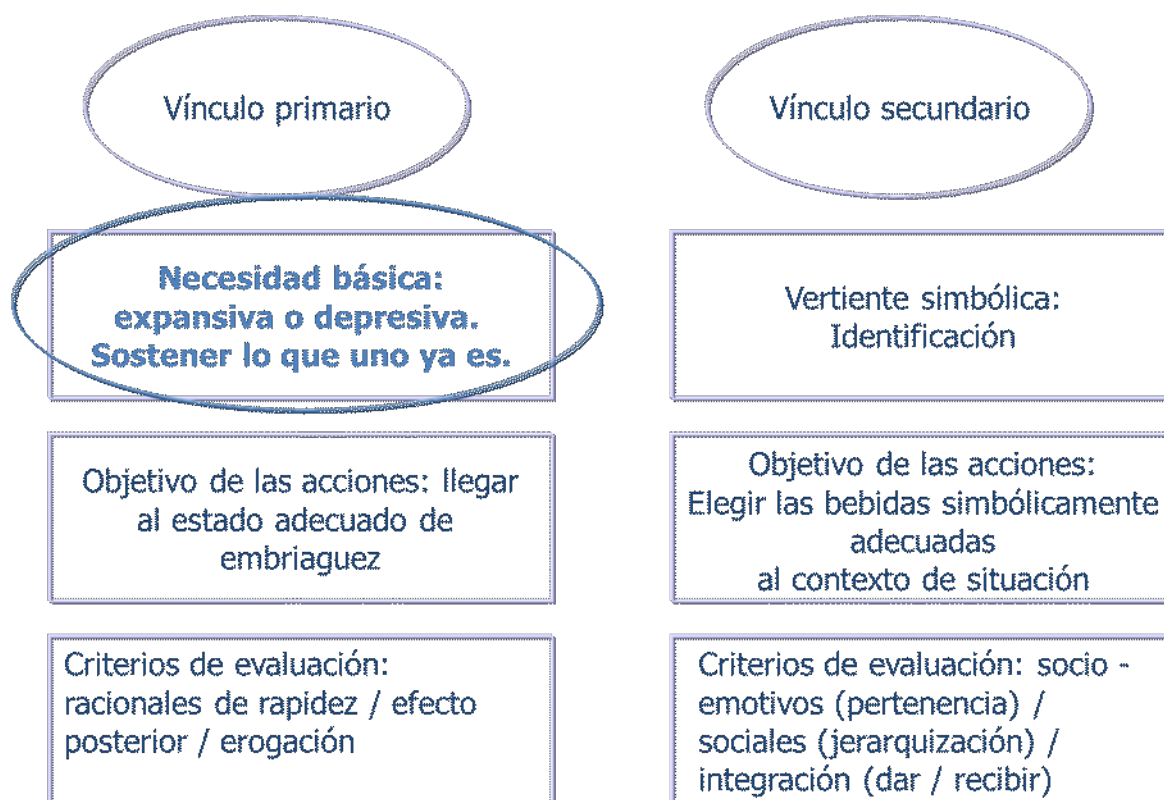 Vínculo primario
Vínculo secundario
Necesidad básica:
expansiva o depresiva.
Sostener lo que uno ya es.
Vertiente simbólica:
Identificación
Objetivo de las acciones: llegar
al estado adecuado de
embriaguez
Objetivo de las acciones:
Elegir las bebidas simbólicamente
adecuadas
al contexto de situación
Criterios de evaluación:
racionales de rapidez / efecto
posterior / erogación
Criterios de evaluación: socio -
emotivos (pertenencia) /
sociales (jerarquización) /
integración (dar / recibir)